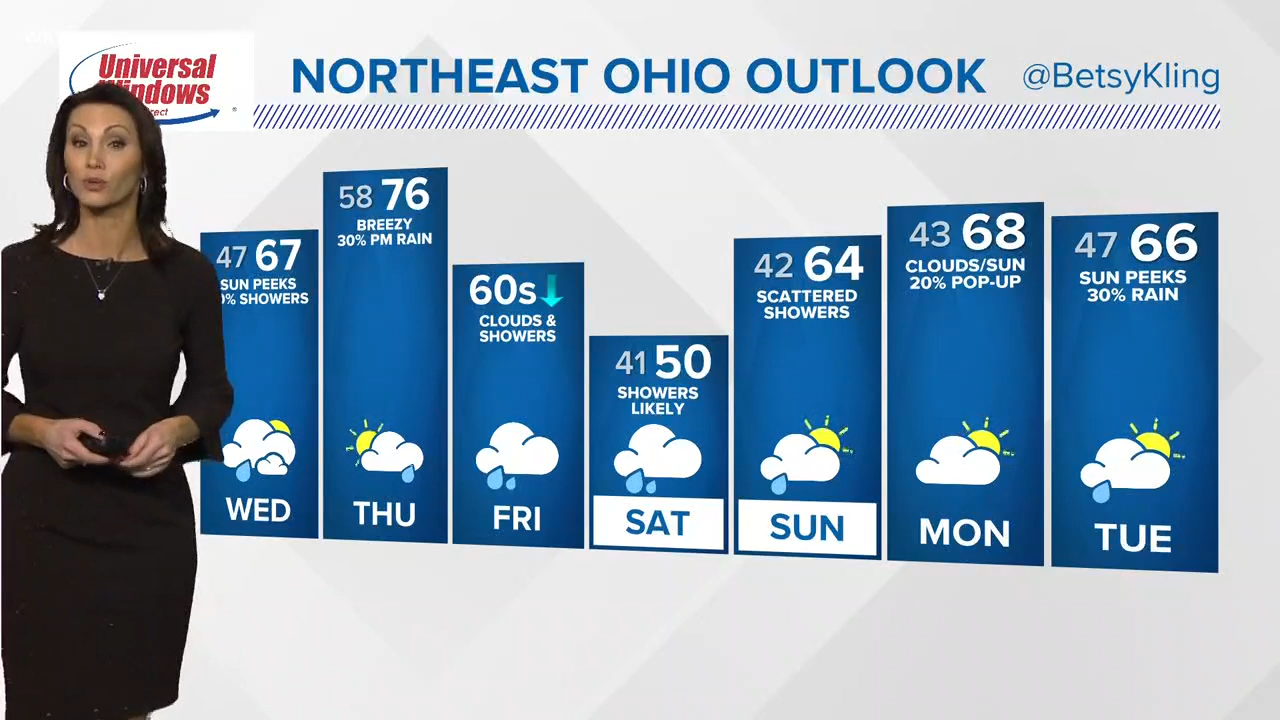 Universal
Windows
NORTHEAST OHIO OUTLOOK
@BetsyKling
47 67
SUN PEEKS
% SHOWERS
WED
58 76
BREEZY
30% PM RAIN
THU
60s
CLOUDS &
SHOWERS
FRI
41 50
SHOWERS
LIKELY
SAT
42 64
SCATTERED
SHOWERS
SUN
43 68
CLOUDS/SUN
20% POP-UP
MON
47 66
SUN PEEKS
30% RAIN
TUE